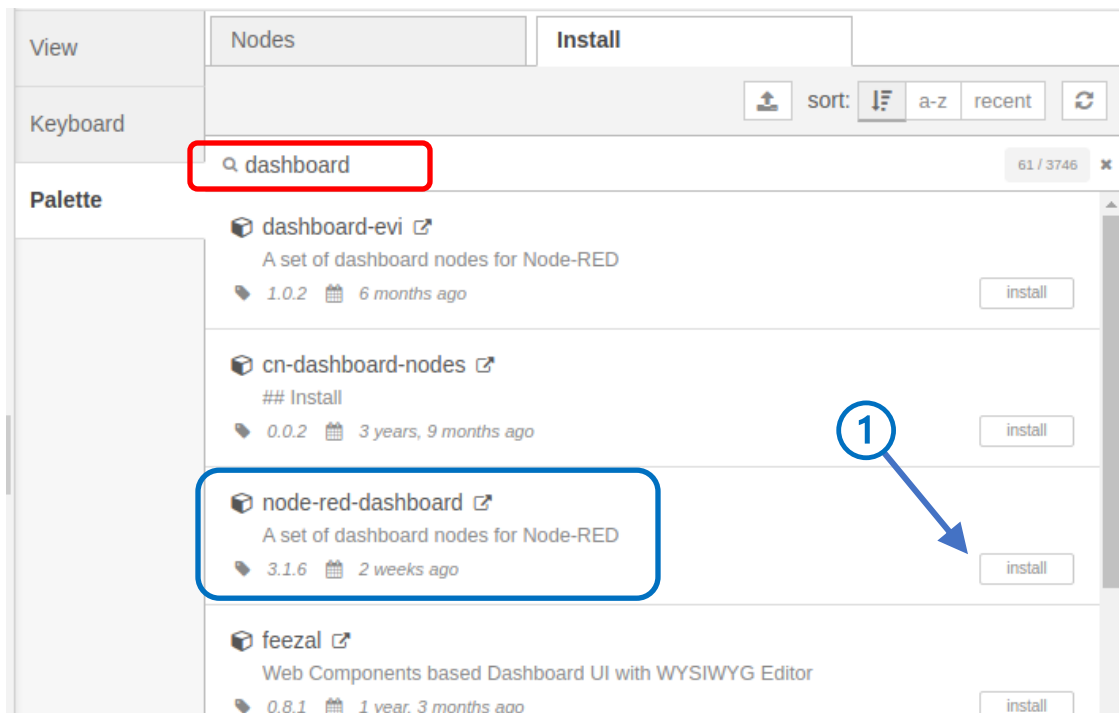 View
Keyboard
Palette
Nodes
Install
sort:
a-z
recent
dashboard
61 / 3746
dashboard-evi
A set of dashboard nodes for Node-RED
1.0.2 6 months ago
install
cn-dashboard-nodes
## Install
0.0.2 3 years, 9 months ago
install
1
node-red-dashboard
A set of dashboard nodes for Node-RED
3.1.6 2 weeks ago
install
feezal
Web Components based Dashboard UI with WYSIWYG Editor
0.8.1 1 year, 3 months ago
install